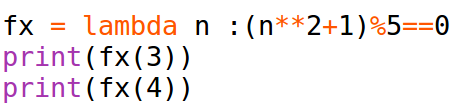 fx = lambda n :(n**2+1)%5==0
print(fx(3))
print(fx(4))